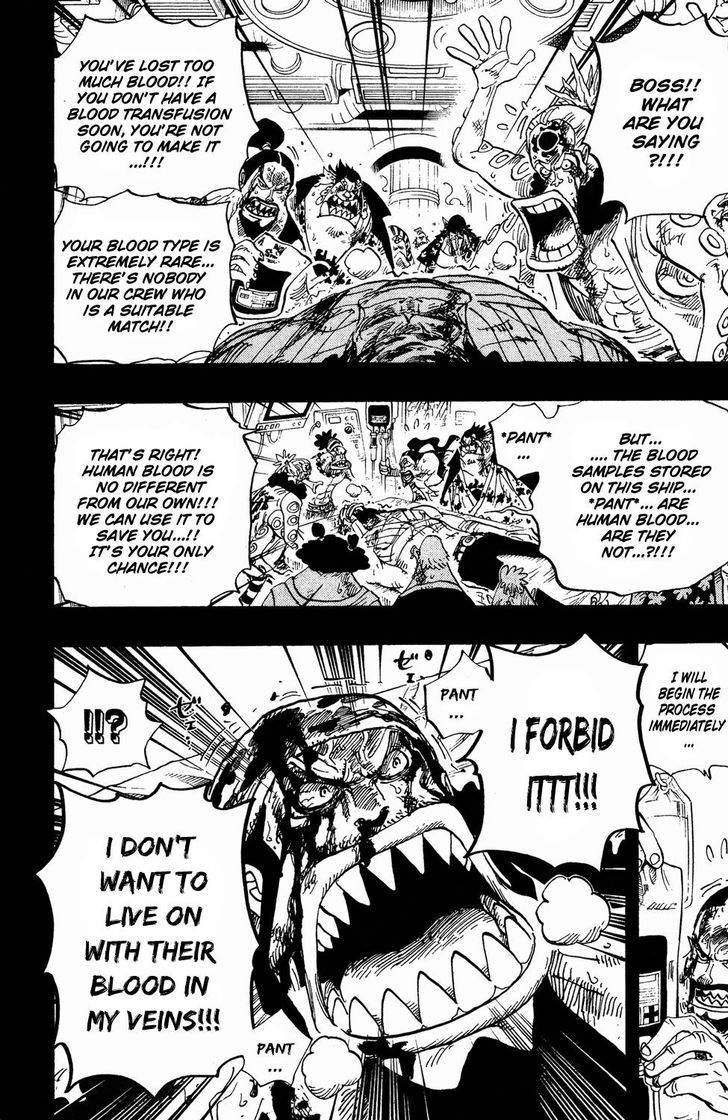 BOSS!!
WHAT
ARE YOU
SAYING
?!!!
YOU'VE LOST TOO
MUCH BLOOD!! IF
YOU DON'T HAVE A
BLOOD TRANSFUSION
SOON, YOU'RE NOT
GOING TO MAKE IT
...!!!
YOUR BLOOD TYPE IS
EXTREMELY RARE...
THERE'S NOBODY
IN OUR CREW WHO
IS A SUITABLE
MATCH!!
BUT...
.... THE BLOOD
SAMPLES STORED
ON THIS SHIP...
*PANT*... ARE
HUMAN BLOOD...
ARE THEY
NOT...?!!!
*PANT*
...
THAT'S RIGHT!
HUMAN BLOOD IS
NO DIFFERENT
FROM OUR OWN!!!
WE CAN USE IT TO
SAVE YOU...!!
IT'S YOUR ONLY
CHANCE!!!
I WILL
BEGIN THE
PROCESS
IMMEDIATELY
...
I FORBID
ITTT!!!
PANT
...
ゼェ
ゼェ
!!?
I DON'T
WANT TO
LIVE ON
WITH THEIR
BLOOD IN
MY VEINS!!!
PANT
...